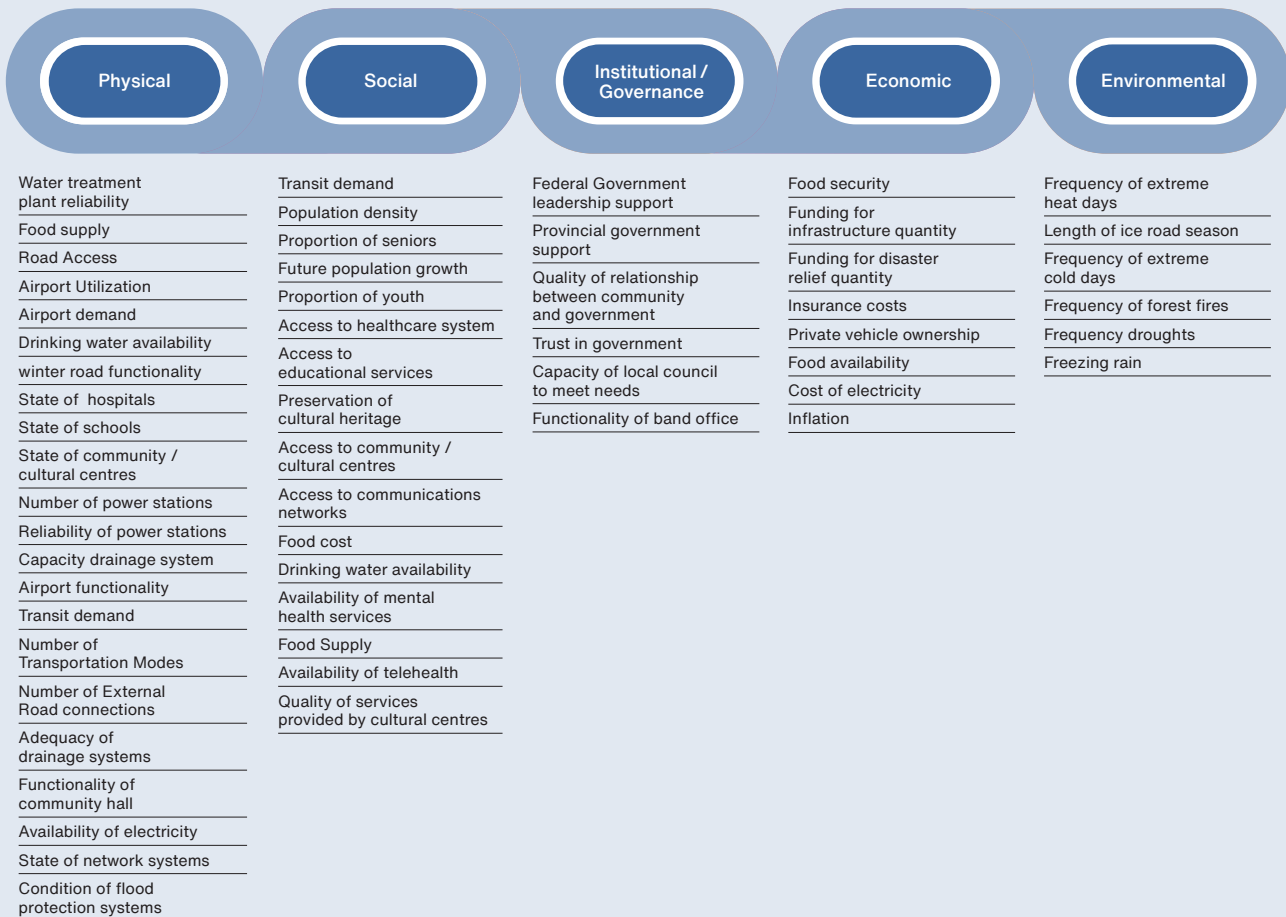 Physical
Social
Institutional /
Governance
Economic
Environmental
Water treatment
plant reliability
Food supply
Road Access
Airport Utilization
Airport demand
Drinking water availability
winter road functionality
State of hospitals
State of schools
State of community /
cultural centres
Number of power stations
Reliability of power stations
Capacity drainage system
Airport functionality
Transit demand
Number of
Transportation Modes
Number of External
Road connections
Adequacy of
drainage systems
Functionality of
community hall
Availability of electricity
State of network systems
Condition of flood
protection systems
Transit demand
Population density
Proportion of seniors
Future population growth
Proportion of youth
Access to healthcare system
Access to
educational services
Preservation of
cultural heritage
Access to community /
cultural centres
Access to communications
networks
Food cost
Drinking water availability
Availability of mental
health services
Food Supply
Availability of telehealth
Quality of services
provided by cultural centres
Federal Government
leadership support
Provincial government
support
Quality of relationship
between community
and government
Trust in government
Capacity of local council
to meet needs
Functionality of band office
Food security
Funding for
infrastructure quantity
Funding for disaster
relief quantity
Insurance costs
Private vehicle ownership
Food availability
Cost of electricity
Inflation
Frequency of extreme
heat days
Length of ice road season
Frequency of extreme
cold days
Frequency of forest fires
Frequency droughts
Freezing rain